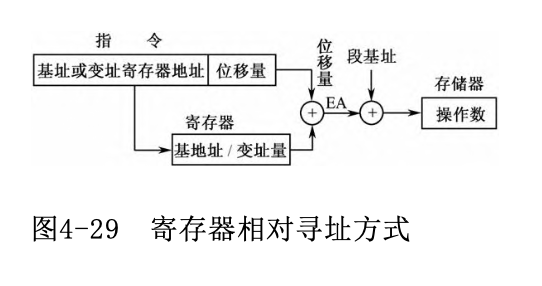 指 令
基址或变址寄存器地址 位移量
位移量
段基址
存储器
EA
操作数
寄存器
基地址/变址量
图4-29 寄存器相对寻址方式